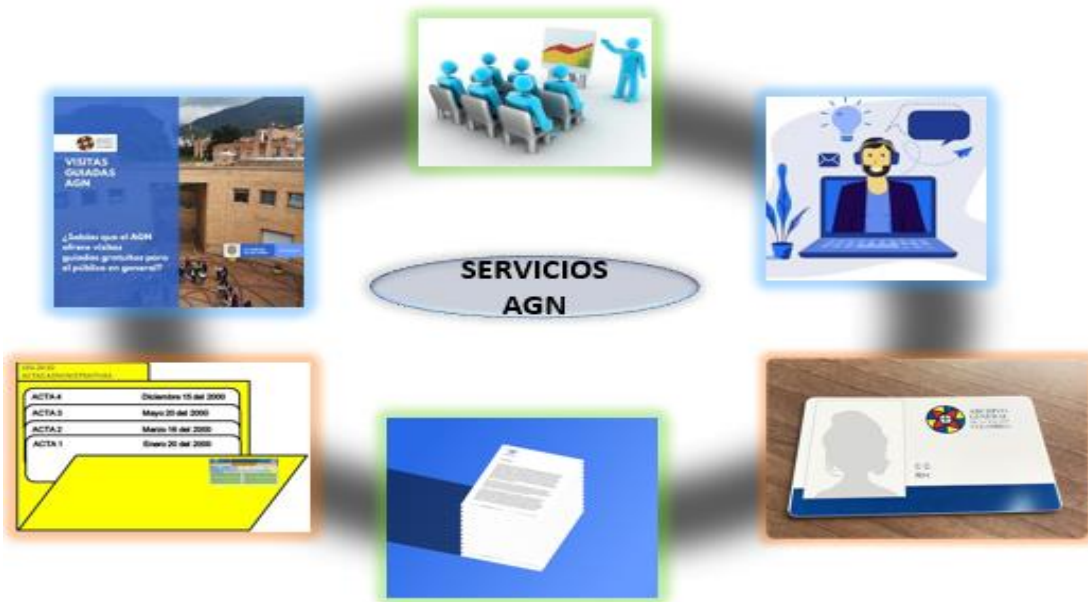 VISITAS
GUIADAS
AGN
¿Sabías que el AGN
ofrece visitas
guiadas gratuitas para
el público en general?
SERVICIOS
AGN
ACTA 4 Diciembre 15 del 2000
ACTA 3 Mayo 20 del 2000
ACTA 2 Marzo 16 del 2000
ACTA 1 Enero 20 del 2000
ARCHIVO
GENERAL
COLOMBIA